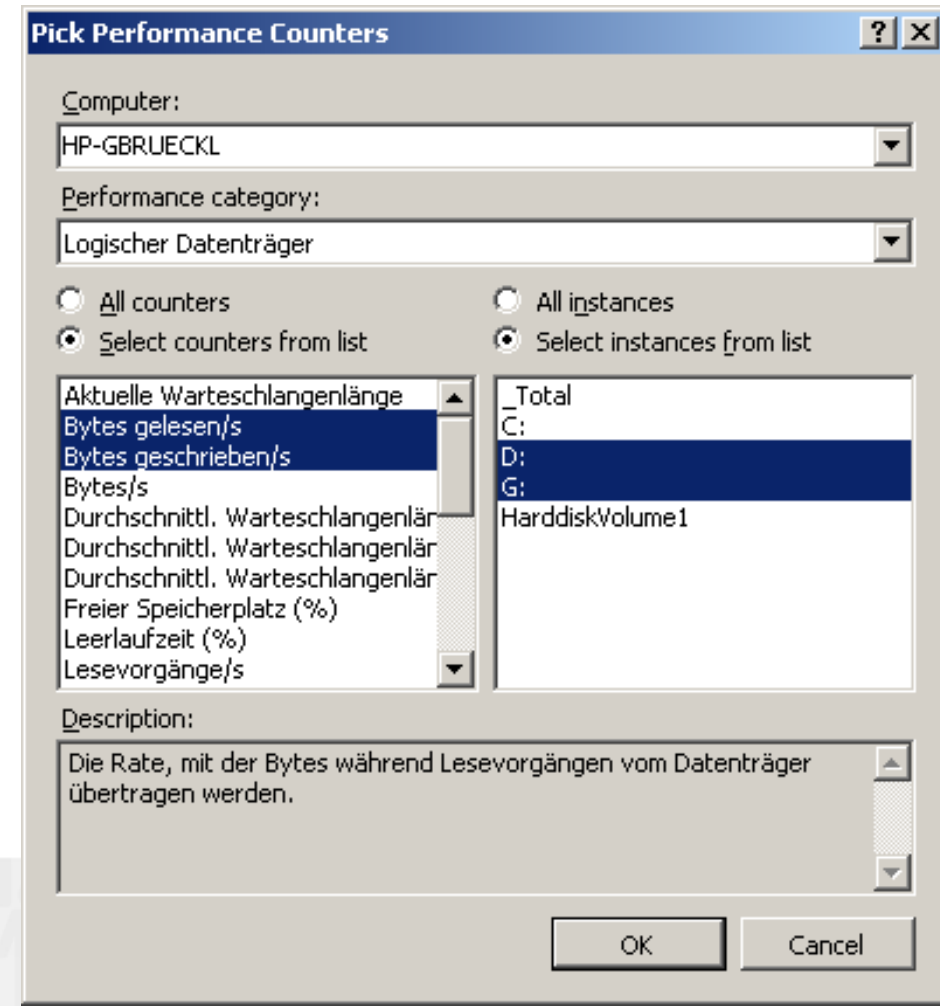 Pick Performance Counters
Computer:
HP-GBRUECKL
Performance category:
Logischer Datenträger
All counters
Select counters from list
All instances
Select instances from list
Aktuelle Warteschlangenlänge
Bytes gelesen/s
Bytes geschrieben/s
Bytes/s
Durchschnittl. Warteschlangenlär
Durchschnittl. Warteschlangenlär
Durchschnittl. Warteschlangenlär
Freier Speicherplatz (%)
Leerlaufzeit (%)
Lesevorgänge/s
_Total
C:
D:
G:
HarddiskVolume1
Description:
Die Rate, mit der Bytes während Lesevorgängen vom Datenträger
übertragen werden.
OK
Cancel